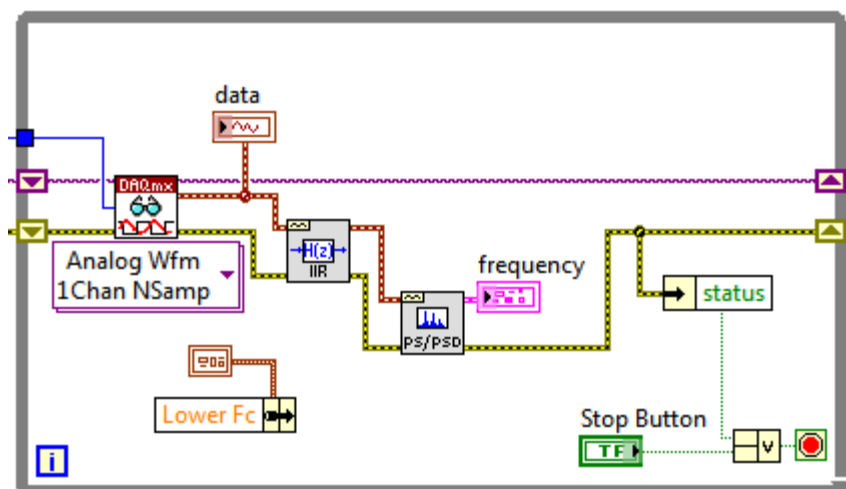 data
DAQmx
H(z)
IIR
Analog Wfm
1Chan NSamp
frequency
PS/PSD
status
Lower Fc
Stop Button
TF
v
i